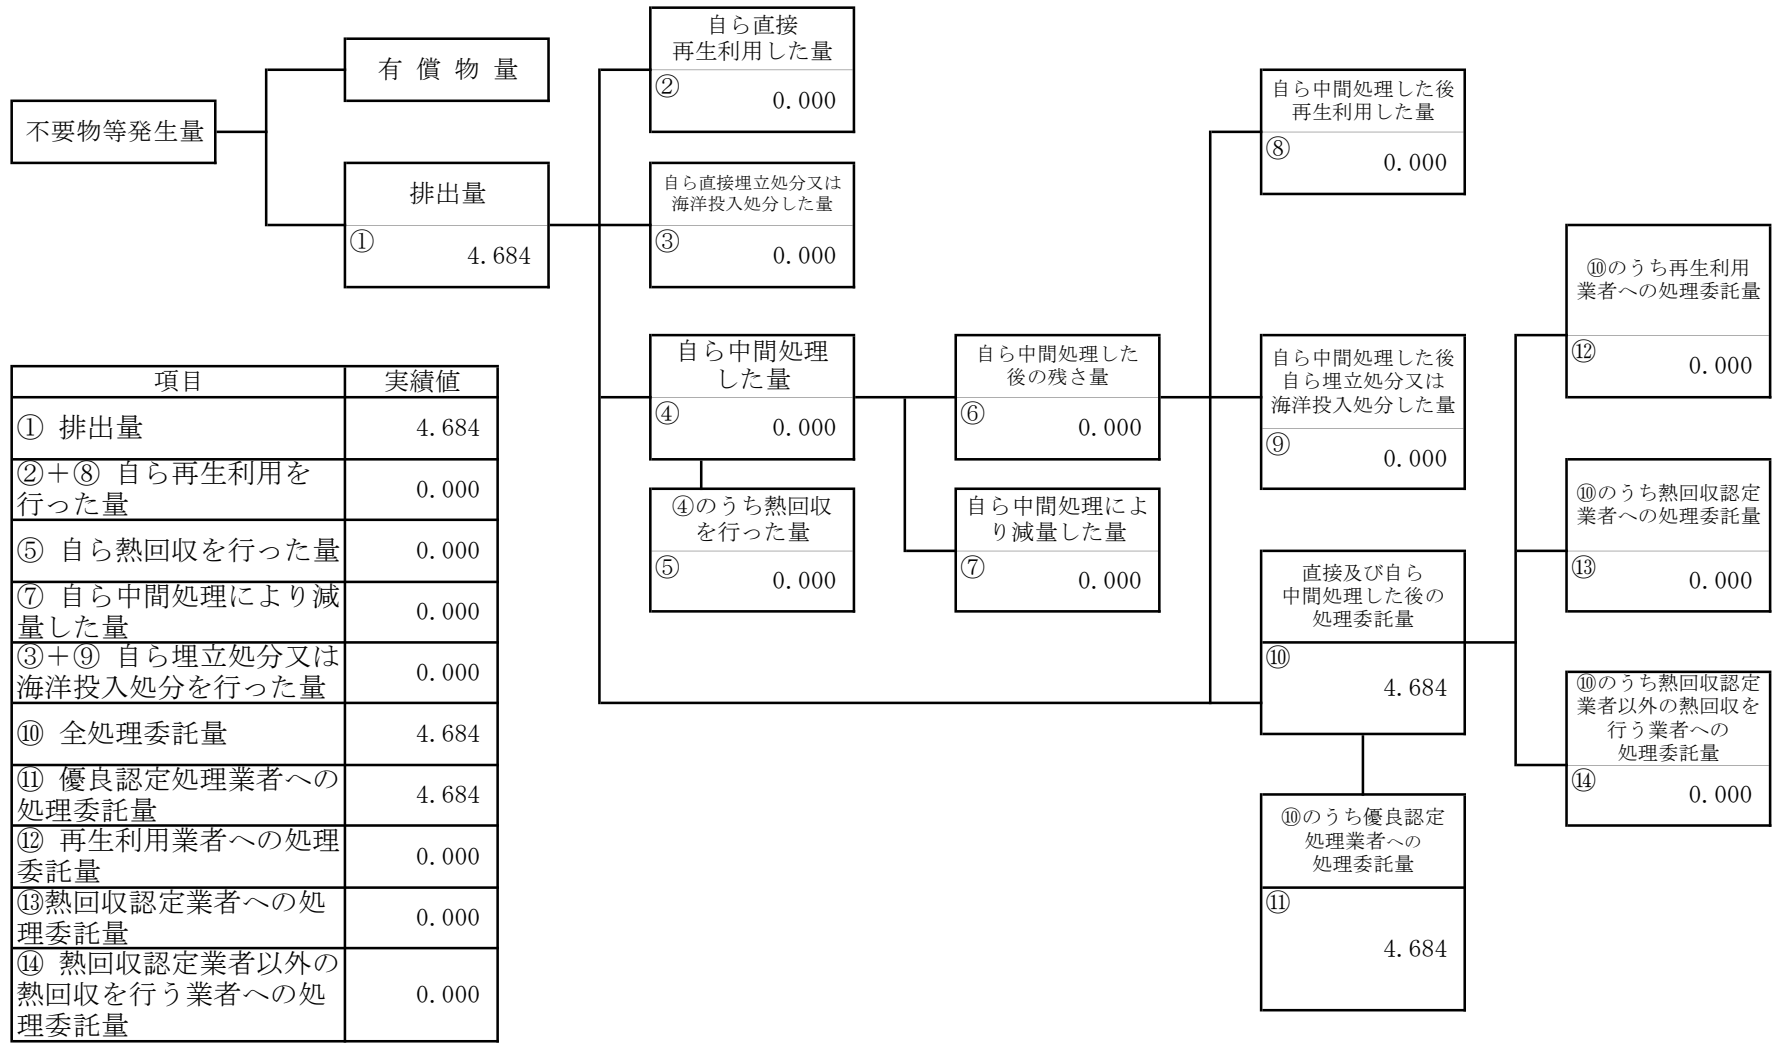 不要物等発生量
有 償 物 量
排出量
①
4.684
自ら直接
再生利用した量
②
0.000
自ら直接埋立処分又は
海洋投入処分した量
③
0.000
自ら中間処理
した量
④
0.000
④のうち熱回収
を行った量
⑤
0.000
自ら中間処理した
後の残さ量
⑥
0.000
自ら中間処理によ
り減量した量
⑦
0.000
自ら中間処理した後
再生利用した量
⑧
0.000
自ら中間処理した後
自ら埋立処分又は
海洋投入処分した量
⑨
0.000
直接及び自ら
中間処理した後の
処理委託量
⑩
4.684
⑩のうち優良認定
処理業者への
処理委託量
⑪
4.684
⑩のうち再生利用
業者への処理委託量
⑫
0.000
⑩のうち熱回収認定
業者への処理委託量
⑬
0.000
⑩のうち熱回収認定
業者以外の熱回収を
行う業者への
処理委託量
⑭
0.000
項目 実績値
① 排出量 4.684
②+⑧ 自ら再生利用を
行った量 0.000
⑤ 自ら熱回収を行った量 0.000
⑦ 自ら中間処理により減
量した量 0.000
③+⑨ 自ら埋立処分又は
海洋投入処分を行った量 0.000
⑩ 全処理委託量 4.684
⑪ 優良認定処理業者への
処理委託量 4.684
⑫ 再生利用業者への処理
委託量 0.000
⑬熱回収認定業者への処
理委託量 0.000
⑭ 熱回収認定業者以外の
熱回収を行う業者への処
理委託量 0.000